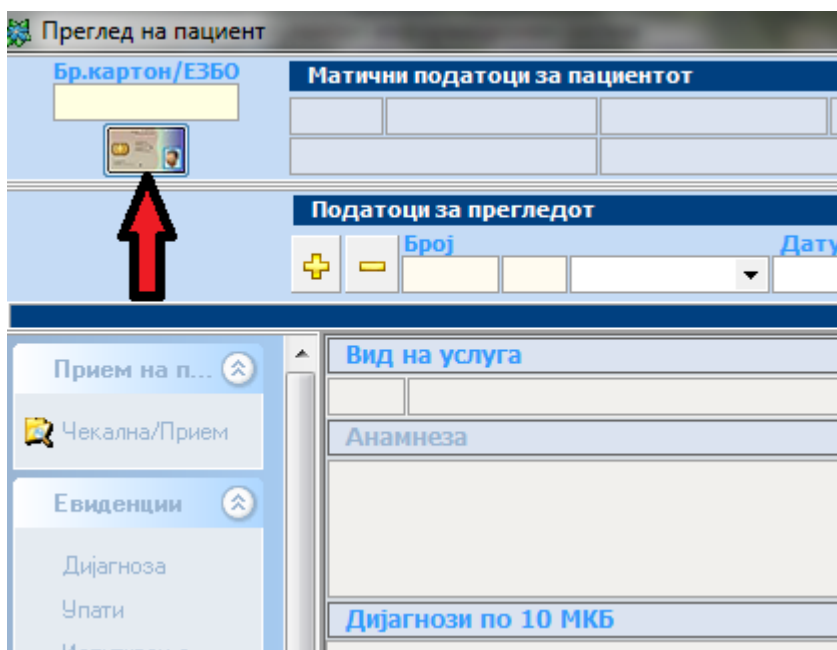 Преглед на пациент
Бр.картон/ЕЗБО
Матични податоци за пациентот
Податоци за прегледот
Број
Дату
Прием на п...
Чекална/Прием
Евиденции
Дијагноза
Упати
Вид на услуга
Анамнеза
Дијагнози по 10 МКБ